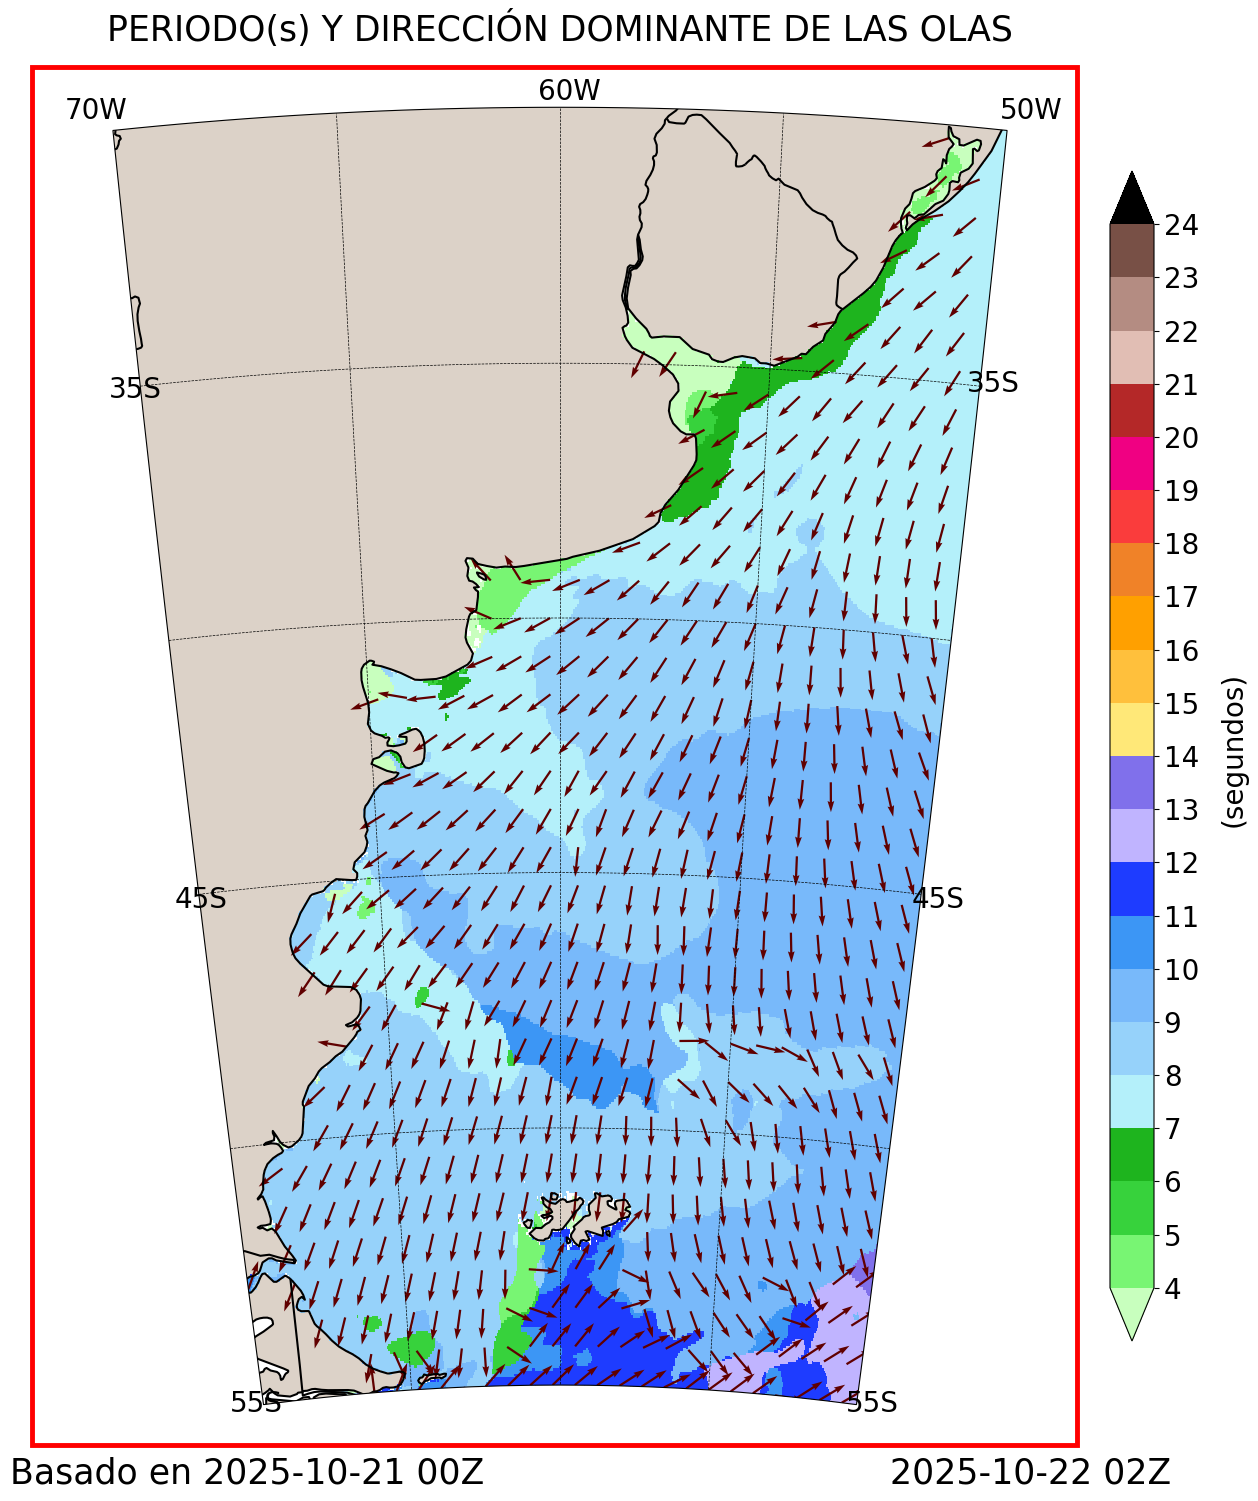 PERIODO(s) Y DIRECCIÓN DOMINANTE DE LAS OLAS
70W
60W
50W
35S
35S
45S
45S
55S
55S
24
23
22
21
20
19
18
17
16
15
14
13
12
11
10
9
8
7
6
5
4
(segundos)
Basado en 2025-10-21 00Z
2025-10-22 02Z